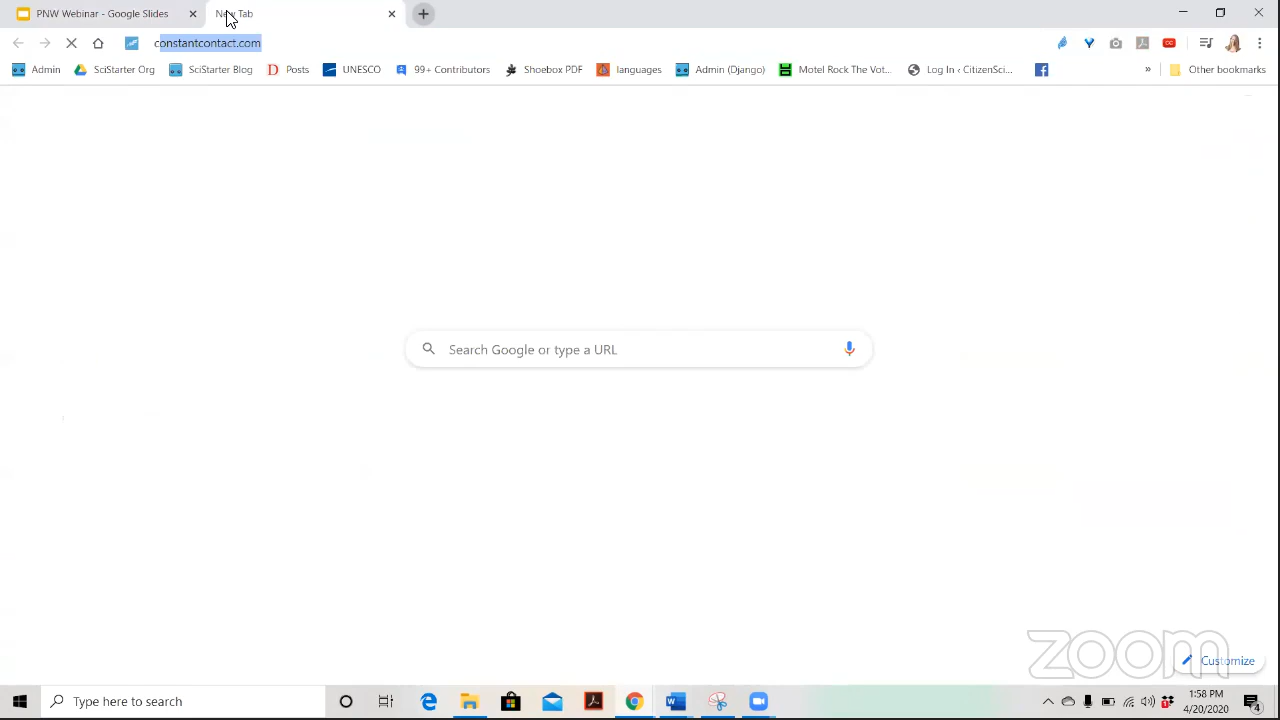 PNW Webinar - Google Slides New Tab
constantcontact.com
Admin SciStarter Org SciStarter Blog Posts UNESCO 99+ Contributors Shoebox PDF languages Admin (Django) Motel Rock The Vot... Log In ‹ CitizenSci... » Other bookmarks
Search Google or type a URL
zoom
Customize
Type here to search
1:58 PM
4/20/2020
4